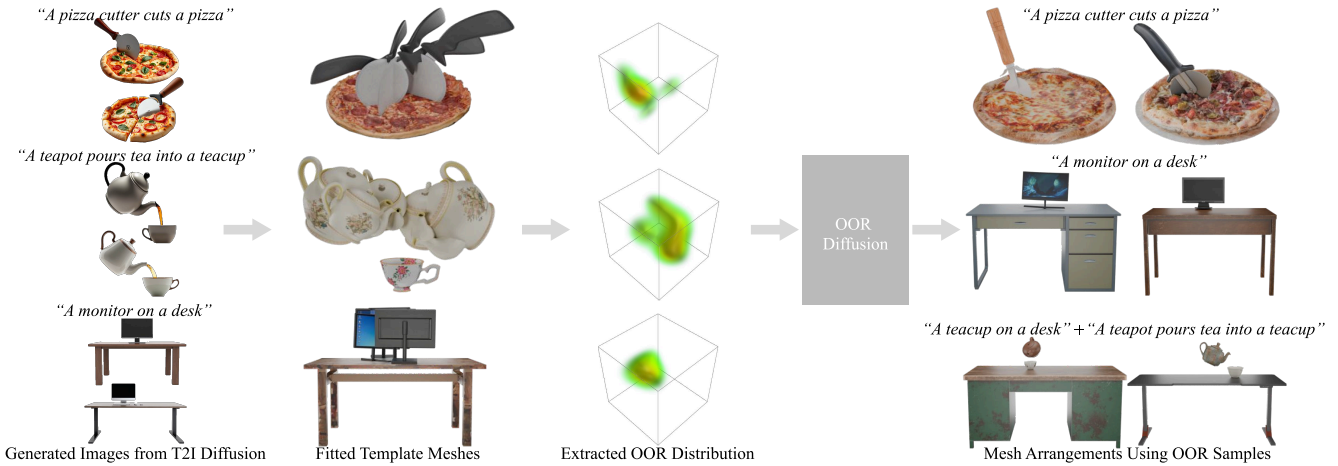 “A pizza cutter cuts a pizza”
“A teapot pours tea into a teacup”
“A monitor on a desk”
Generated Images from T2I Diffusion
Fitted Template Meshes
Extracted OOR Distribution
OOR
Diffusion
“A pizza cutter cuts a pizza”
“A monitor on a desk”
“A teacup on a desk” + “A teapot pours tea into a teacup”
Mesh Arrangements Using OOR Samples